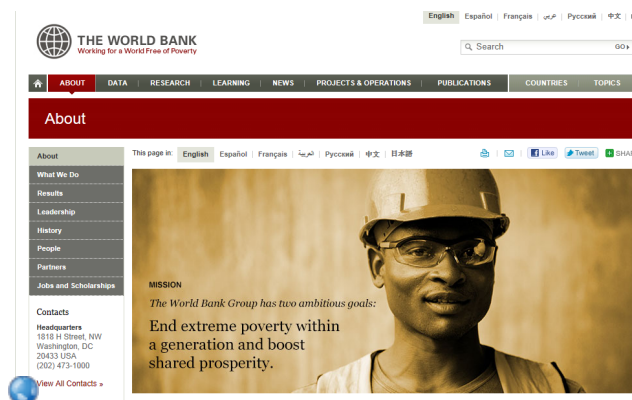 English Español Français عربي Русский 中文
THE WORLD BANK
Working for a World Free of Poverty
Search GO
ABOUT DATA RESEARCH LEARNING NEWS PROJECTS & OPERATIONS PUBLICATIONS COUNTRIES TOPICS
About
This page in: English Español Français العربية Русский 中文 日本語 Like Tweet SHAR
About
What We Do
Results
Leadership
History
People
Partners
Jobs and Scholarships
Contacts
Headquarters
1818 H Street, NW
Washington, DC
20433 USA
(202) 473-1000
View All Contacts »
MISSION
The World Bank Group has two ambitious goals:
End extreme poverty within
a generation and boost
shared prosperity.